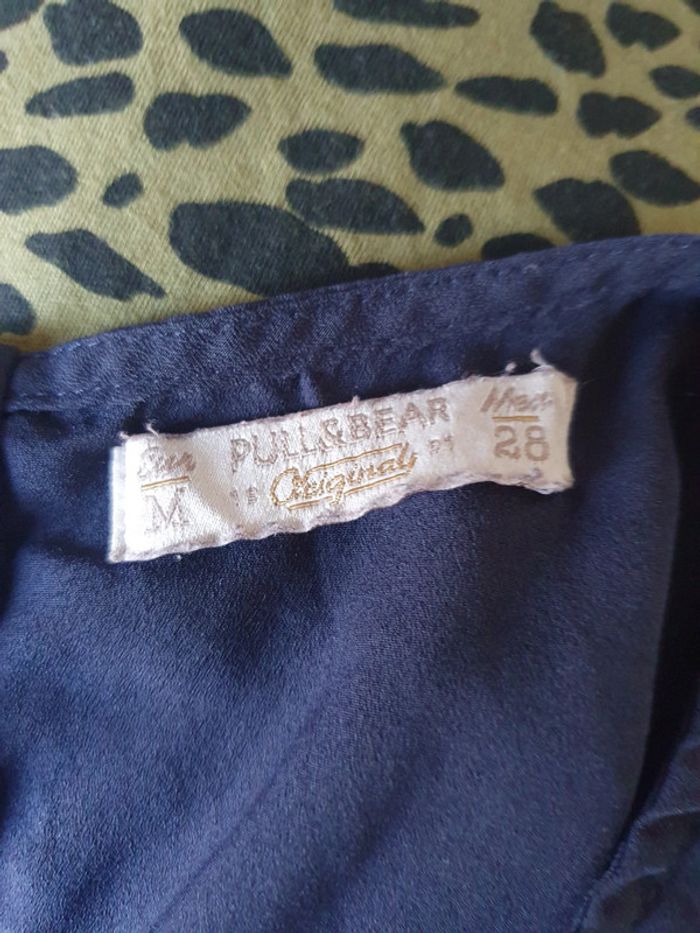 Eur
M
PULL&BEAR
19 Original 91
Mex
28